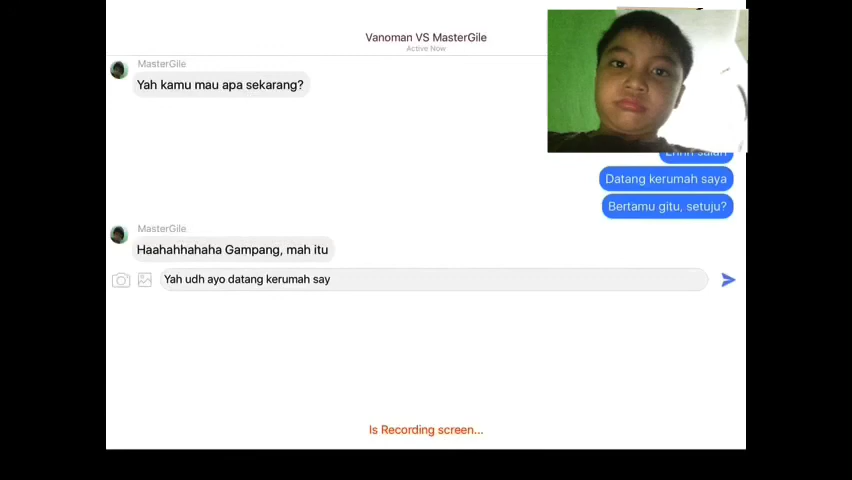 Vanoman VS MasterGile
Active Now
MasterGile
Yah kamu mau apa sekarang?
Datang kerumah saya
Bertamu gitu, setuju?
MasterGile
Haahahhahaha Gampang, mah itu
Yah udh ayo datang kerumah say
Is Recording screen...